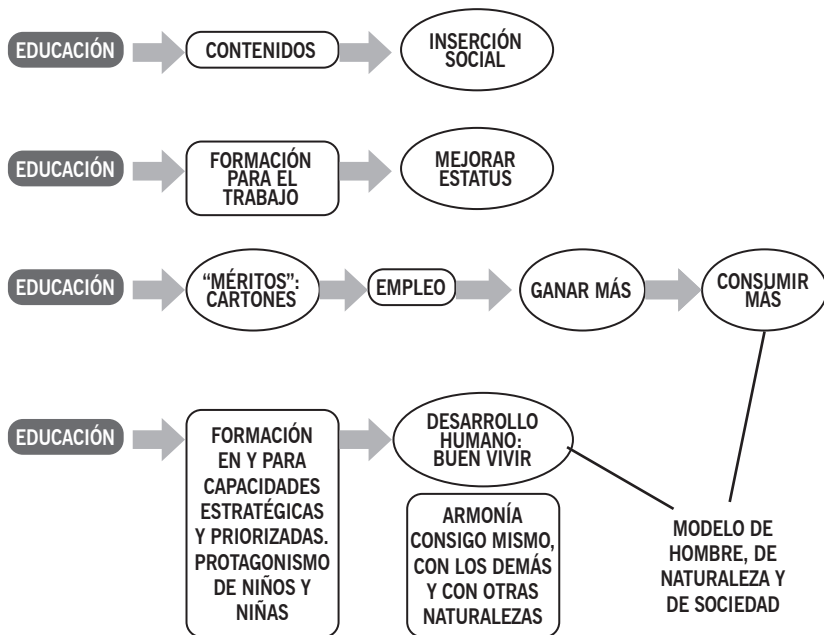 EDUCACIÓN
CONTENIDOS
INSERCIÓN
SOCIAL
EDUCACIÓN
FORMACIÓN
PARA EL
TRABAJO
MEJORAR
ESTATUS
EDUCACIÓN
“MÉRITOS”:
CARTONES
EMPLEO
GANAR MÁS
CONSUMIR
MÁS
EDUCACIÓN
FORMACIÓN
EN Y PARA
CAPACIDADES
ESTRATÉGICAS
Y PRIORIZADAS.
PROTAGONISMO
DE NIÑOS Y
NIÑAS
DESARROLLO
HUMANO:
BUEN VIVIR
ARMONÍA
CONSIGO MISMO,
CON LOS DEMÁS
Y CON OTRAS
NATURALEZAS
MODELO DE
HOMBRE, DE
NATURALEZA Y
DE SOCIEDAD